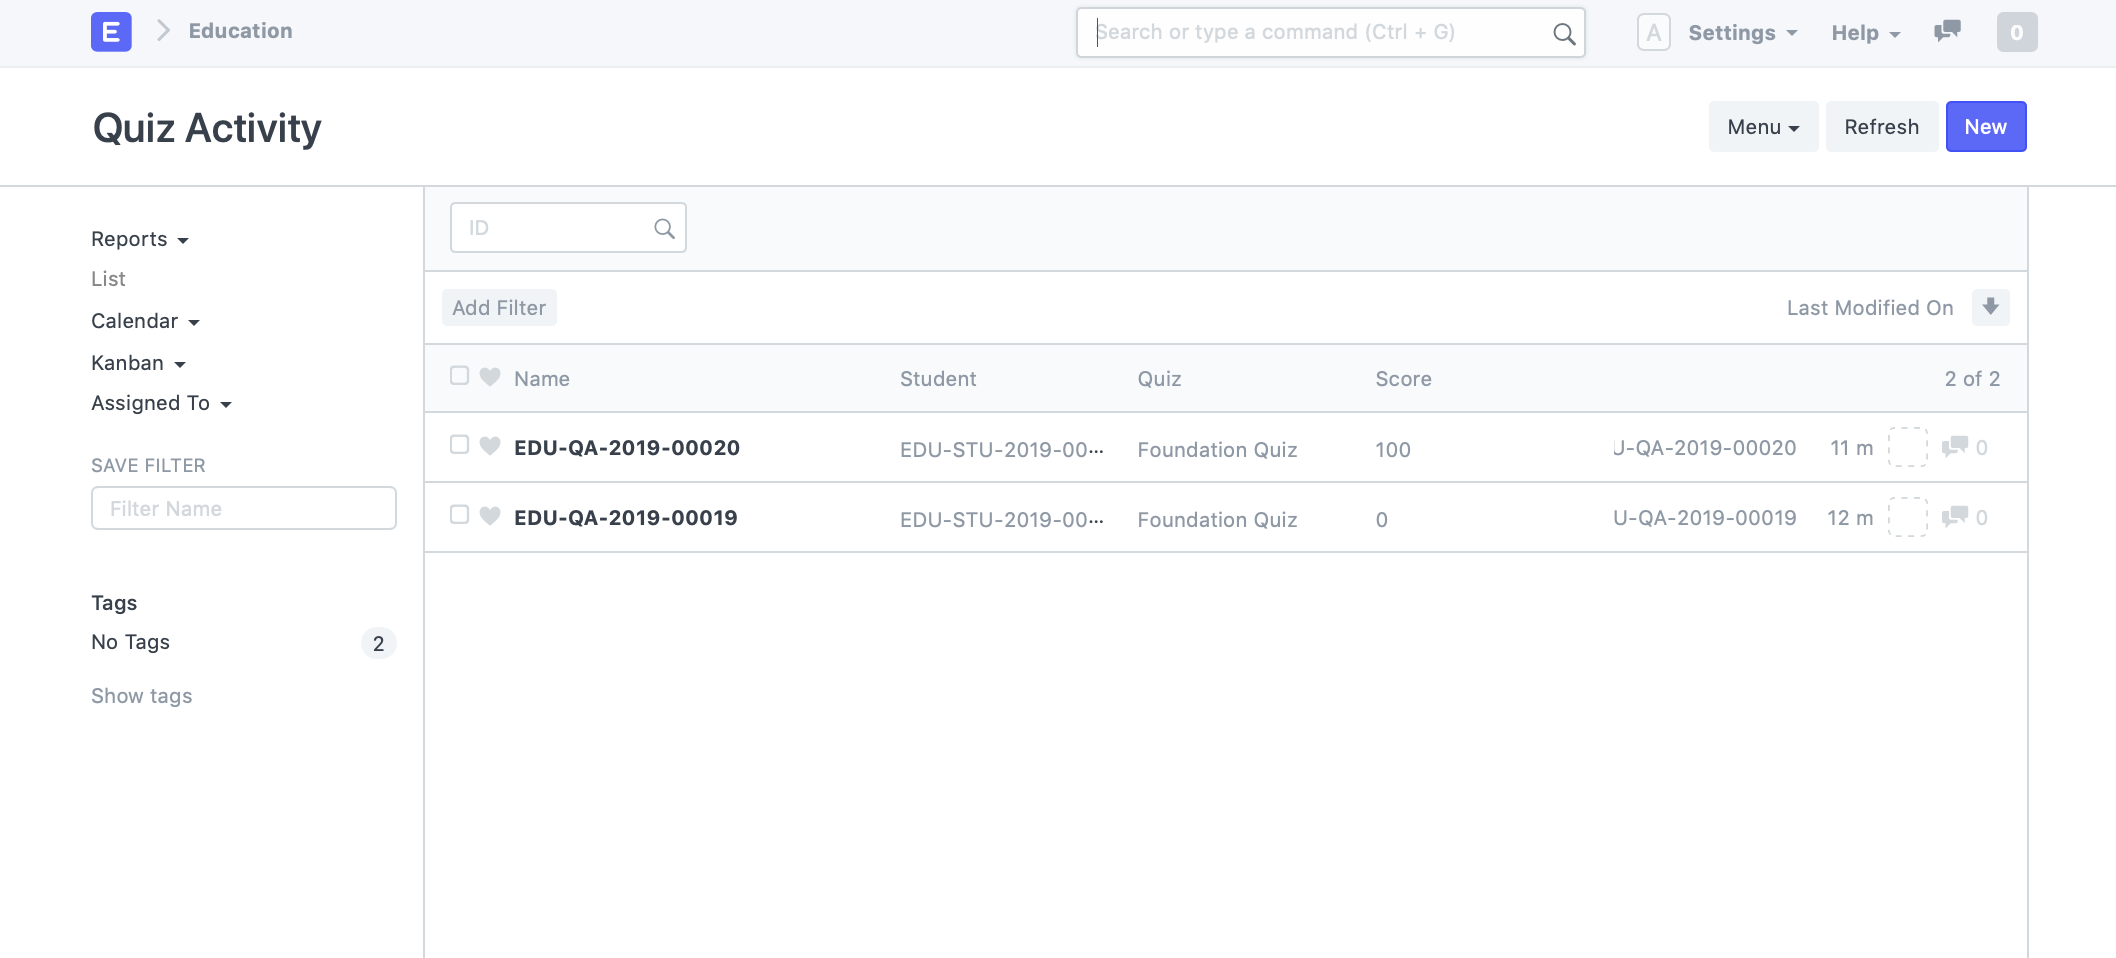 E Education Search or type a command (Ctrl + G) A Settings Help 0
Quiz Activity Menu Refresh New
Reports
List
Calendar
Kanban
Assigned To
SAVE FILTER
Filter Name
Tags
No Tags 2
Show tags
ID
Add Filter Last Modified On
Name Student Quiz Score 2 of 2
EDU-QA-2019-00020 EDU-STU-2019-00... Foundation Quiz 100 U-QA-2019-00020 11 m 0
EDU-QA-2019-00019 EDU-STU-2019-00... Foundation Quiz 0 U-QA-2019-00019 12 m 0